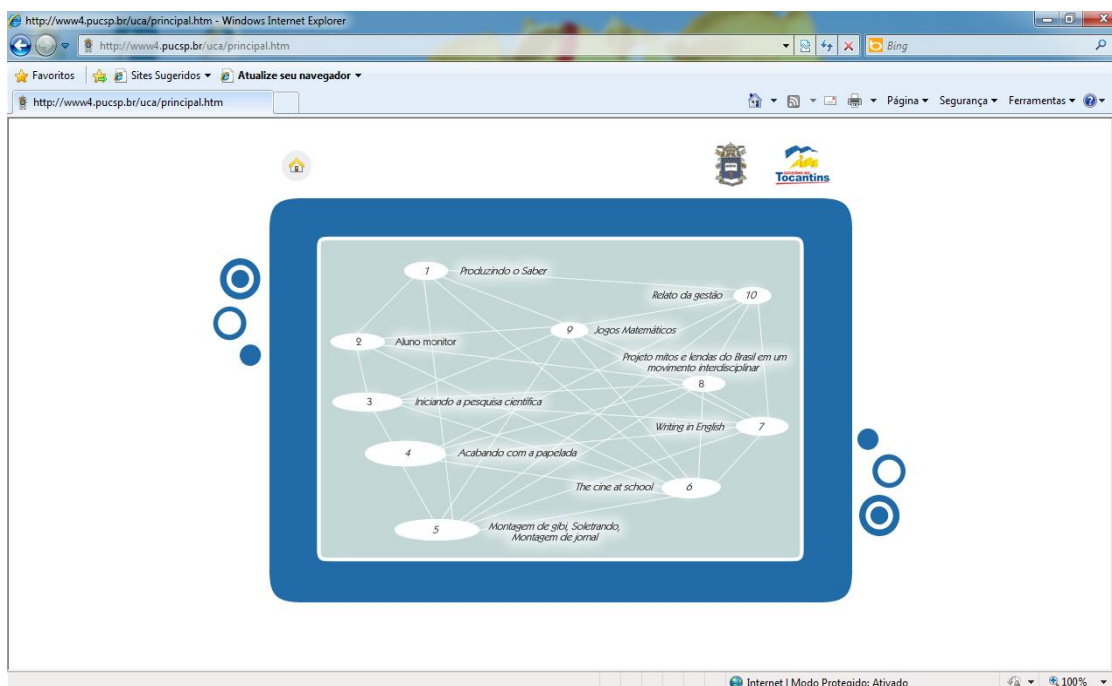 http://www4.pucsp.br/uca/principal.htm - Windows Internet Explorer
http://www4.pucsp.br/uca/principal.htm
Bing
Favoritos
Sites Sugeridos
Atualize seu navegador
http://www4.pucsp.br/uca/principal.htm
Página
Segurança
Ferramentas
GOVERNO DO
Tocantins
1 Produzindo o Saber
Relato da gestão 10
9 Jogos Matemáticos
2 Aluno monitor
Projeto mitos e lendas do Brasil em um
movimento interdisciplinar
8
3 Iniciando a pesquisa científica
Writing in English 7
4 Acabando com a papelada
The cine at school 6
5 Montagem de gibi, Soletrando,
Montagem de jornal
Internet | Modo Protegido: Ativado
100%